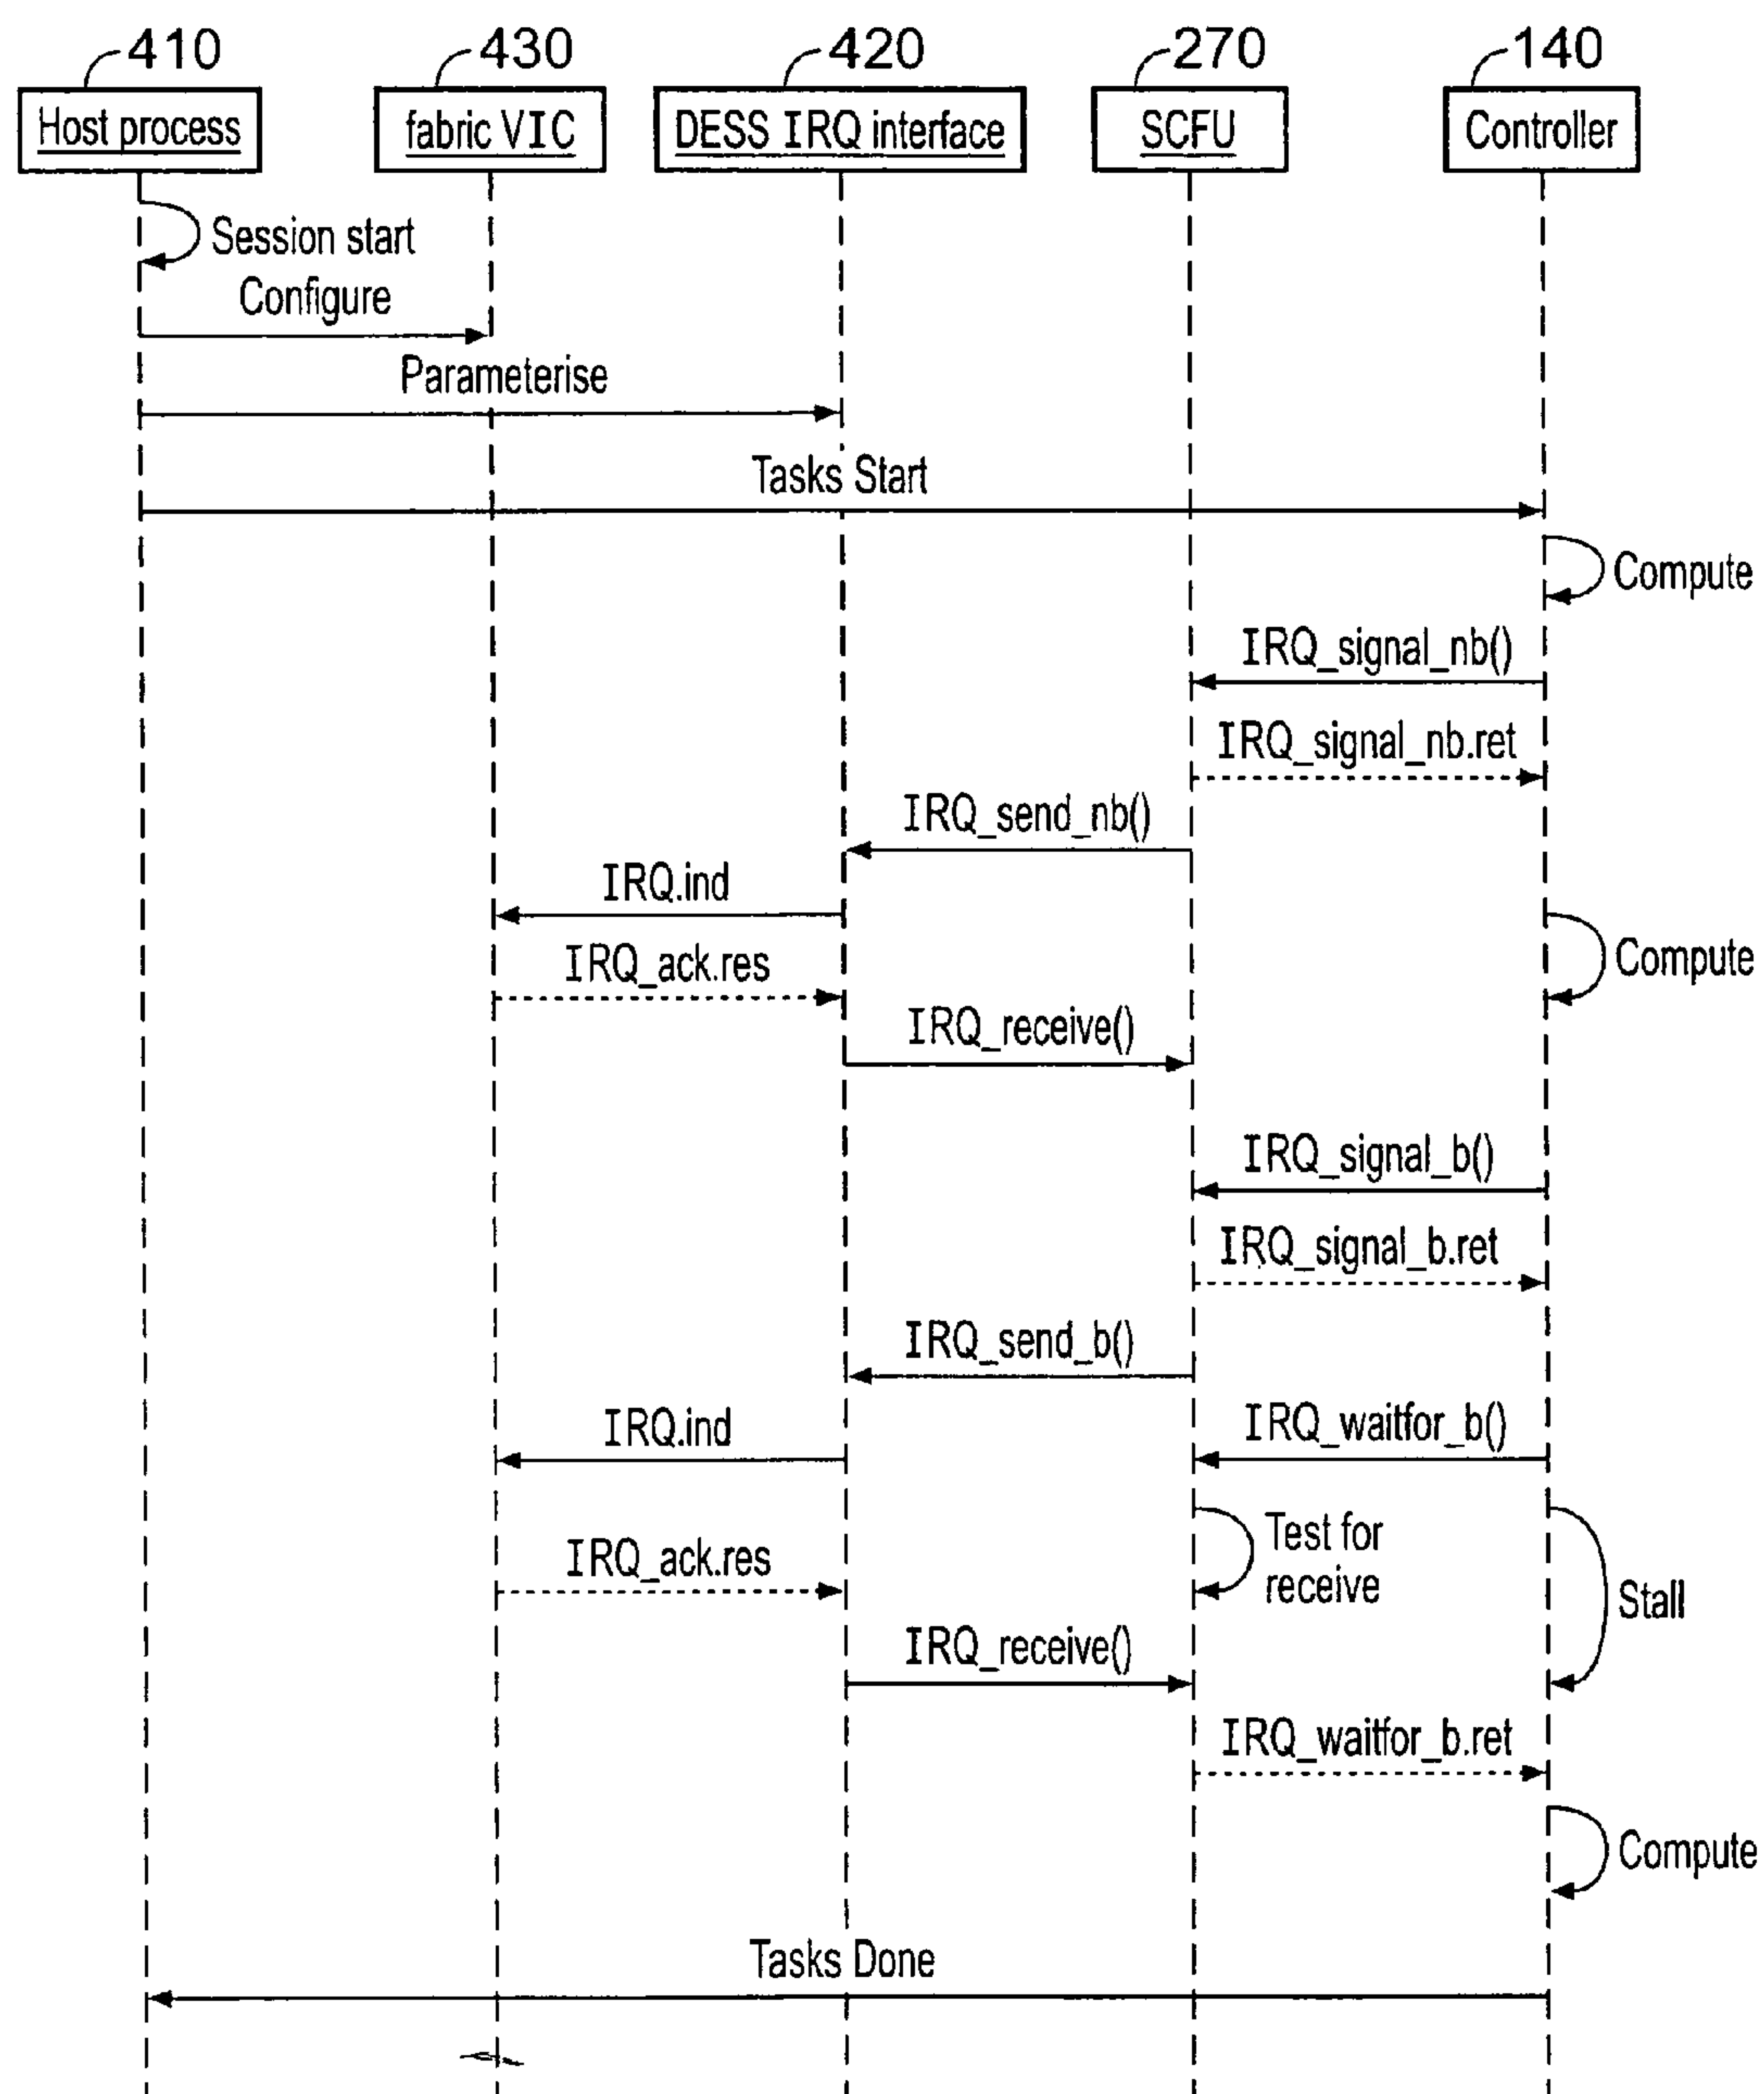 410
430
420
270
140
Host process
fabric VIC
DESS IRQ interface
SCFU
Controller
Session start
Configure
Parameterise
Tasks Start
Compute
IRQ_signal_nb()
IRQ_signal_nb.ret
IRQ_send_nb()
IRQ.ind
IRQ_ack.res
Compute
IRQ_receive()
IRQ_signal_b()
IRQ_signal_b.ret
IRQ_send_b()
IRQ.ind
IRQ_waitfor_b()
IRQ_ack.res
Test for
receive
Stall
IRQ_receive()
IRQ_waitfor_b.ret
Compute
Tasks Done